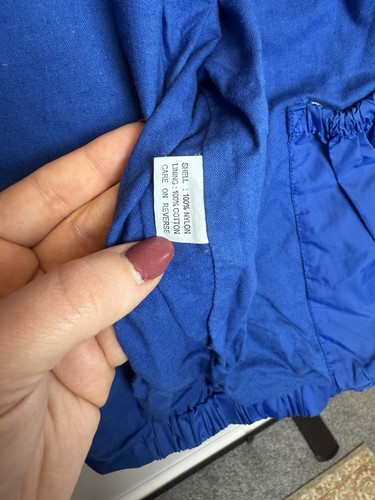 SHELL : 100% NYLON
LINING : 100% COTTON
CARE ON REVERSE